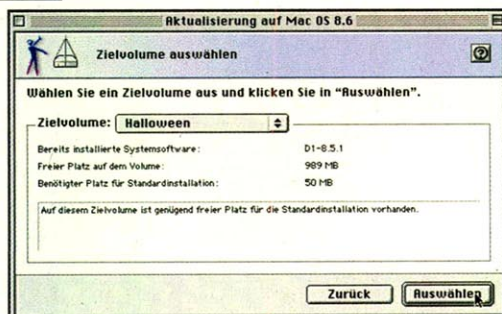 Aktualisierung auf Mac OS 8.6
Zielvolume auswählen
Wählen Sie ein Zielvolume aus und klicken Sie in "Auswählen".
Zielvolume: Halloween
Bereits installierte Systemsoftware: D1-8.5.1
Freier Platz auf dem Volume: 989 MB
Benötigter Platz für Standardinstallation: 50 MB
Auf diesem Zielvolume ist genügend freier Platz für die Standardinstallation vorhanden.
Zurück Auswählen